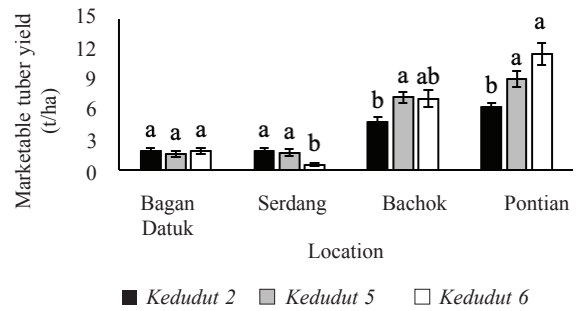 Marketable tuber yield
(t/ha)
15
12
9
6
3
0
a a a
a a b
b a ab
b a a
Bagan Datuk
Serdang
Bachok
Pontian
Location
Kedudut 2 Kedudut 5 Kedudut 6